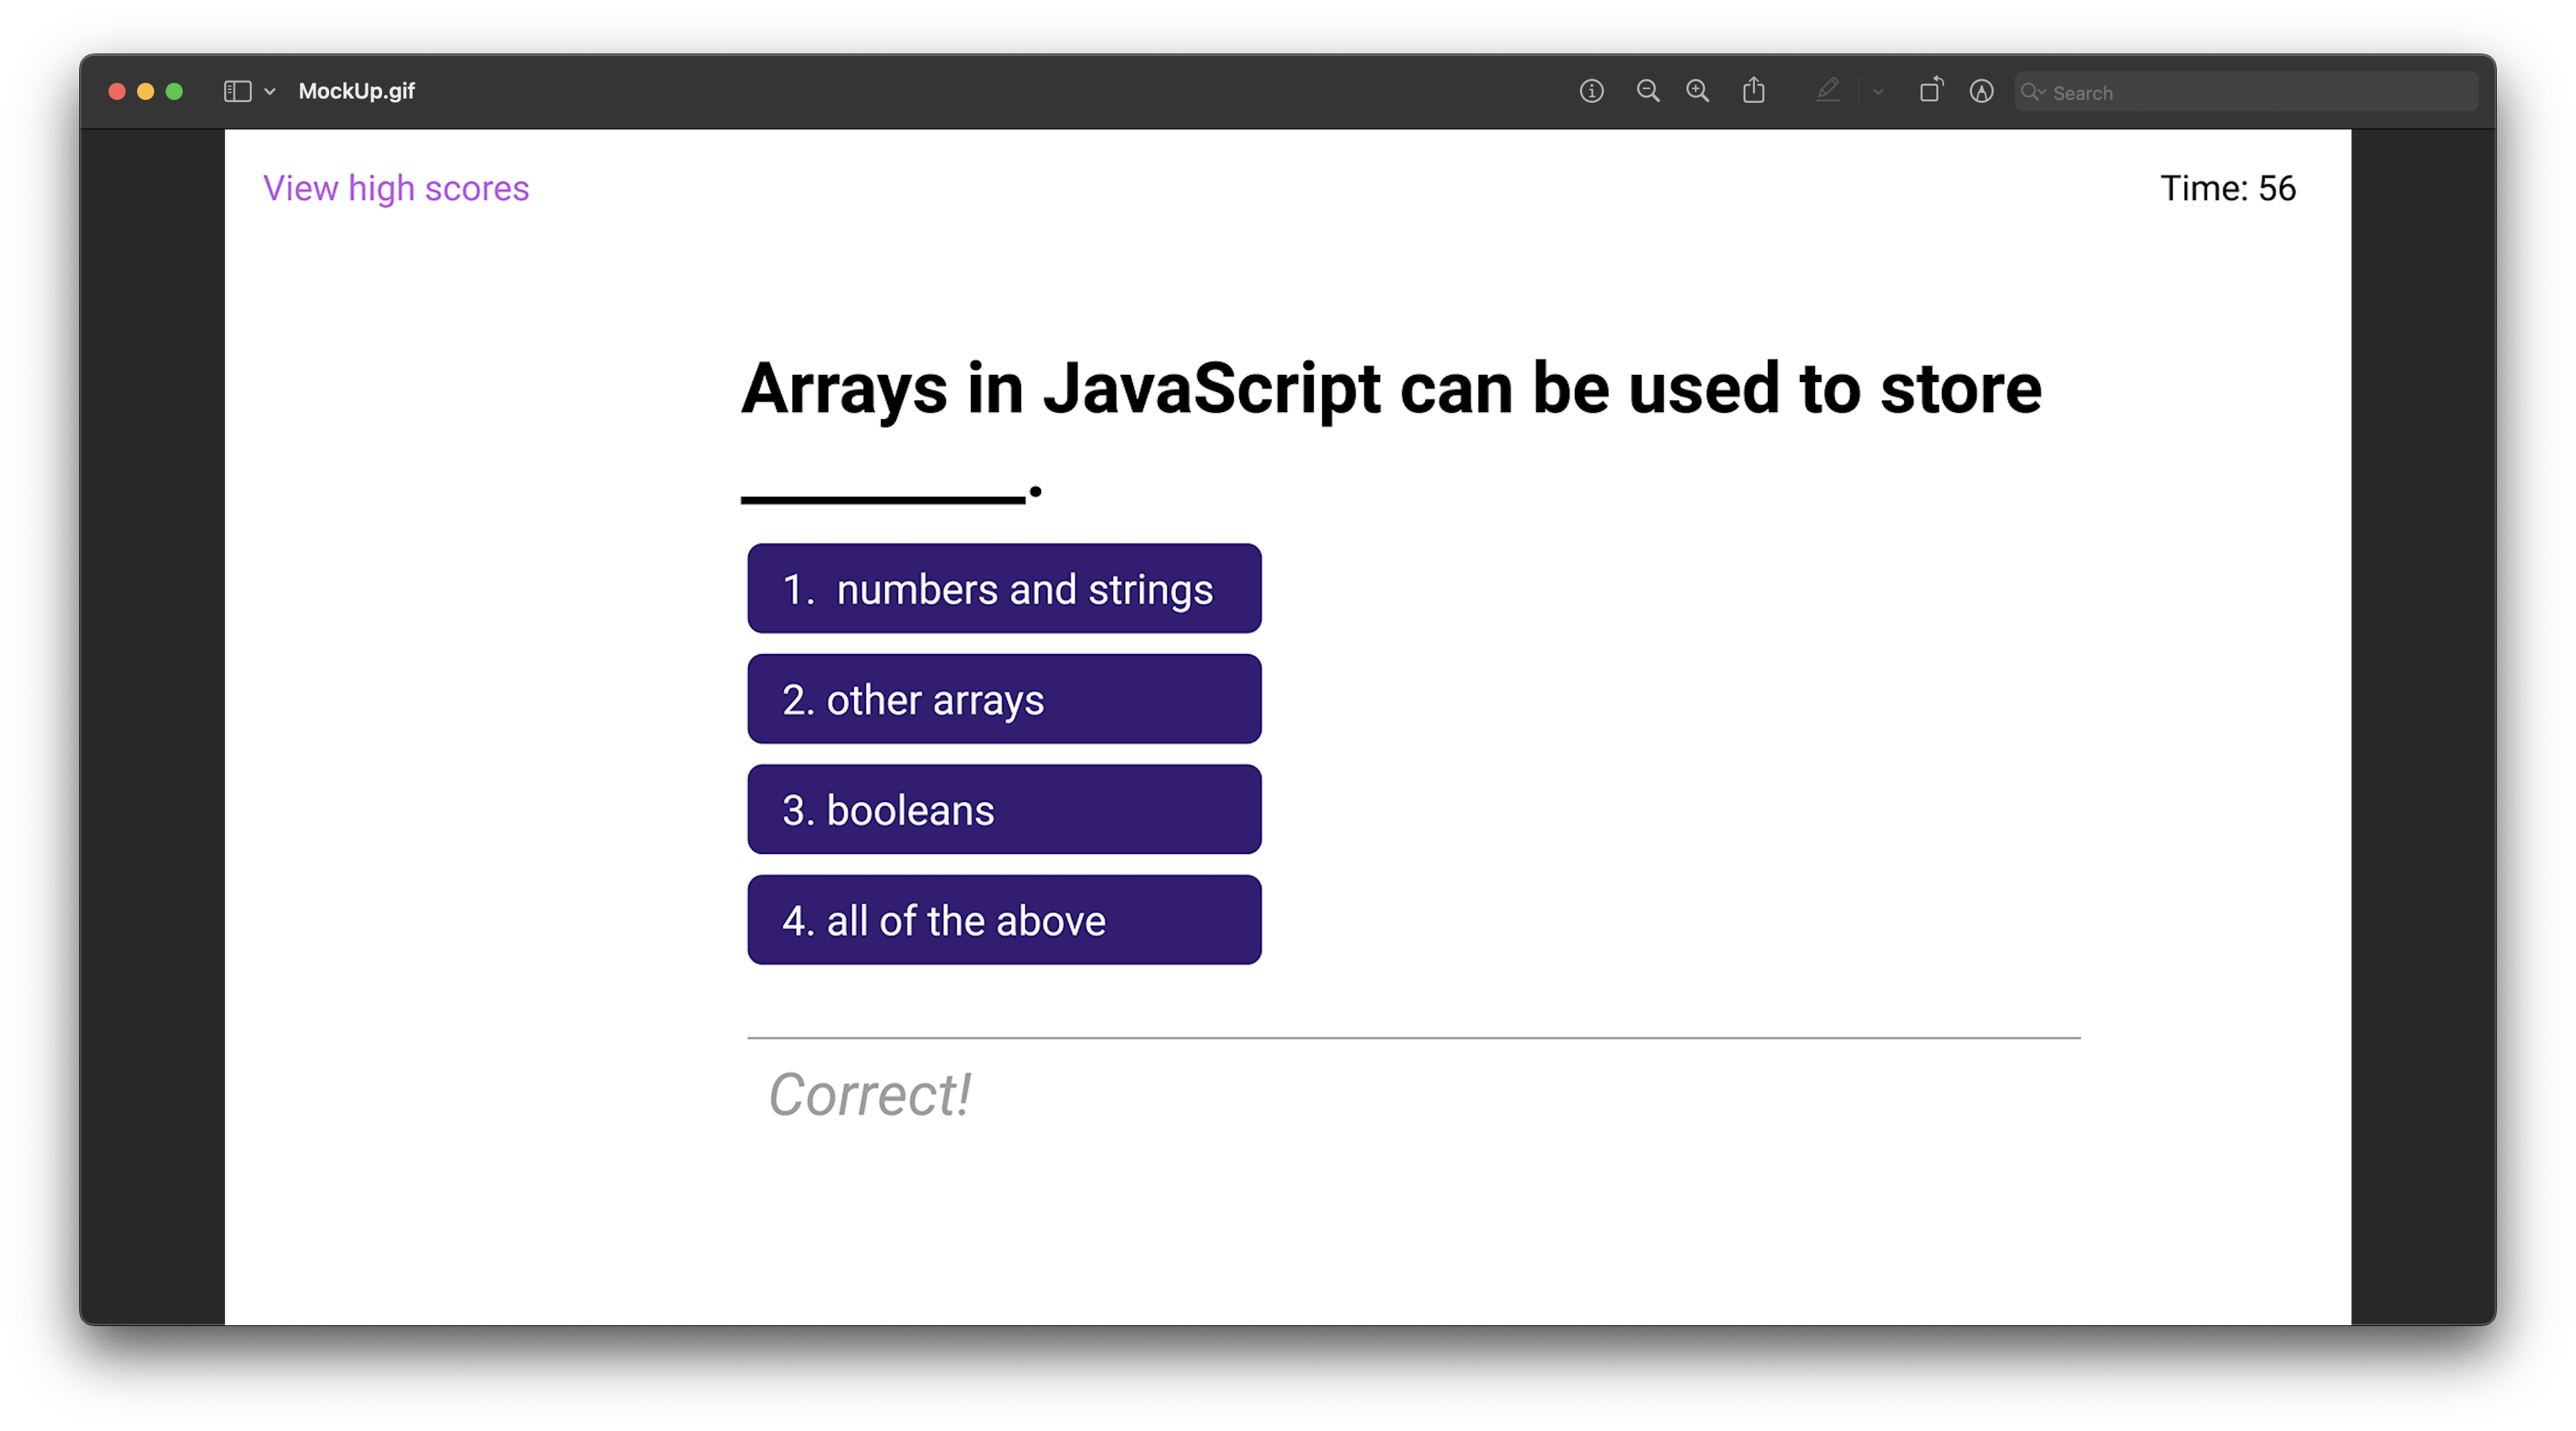 MockUp.gif
Search
View high scores
Time: 56
Arrays in JavaScript can be used to store
________.
1. numbers and strings
2. other arrays
3. booleans
4. all of the above
Correct!